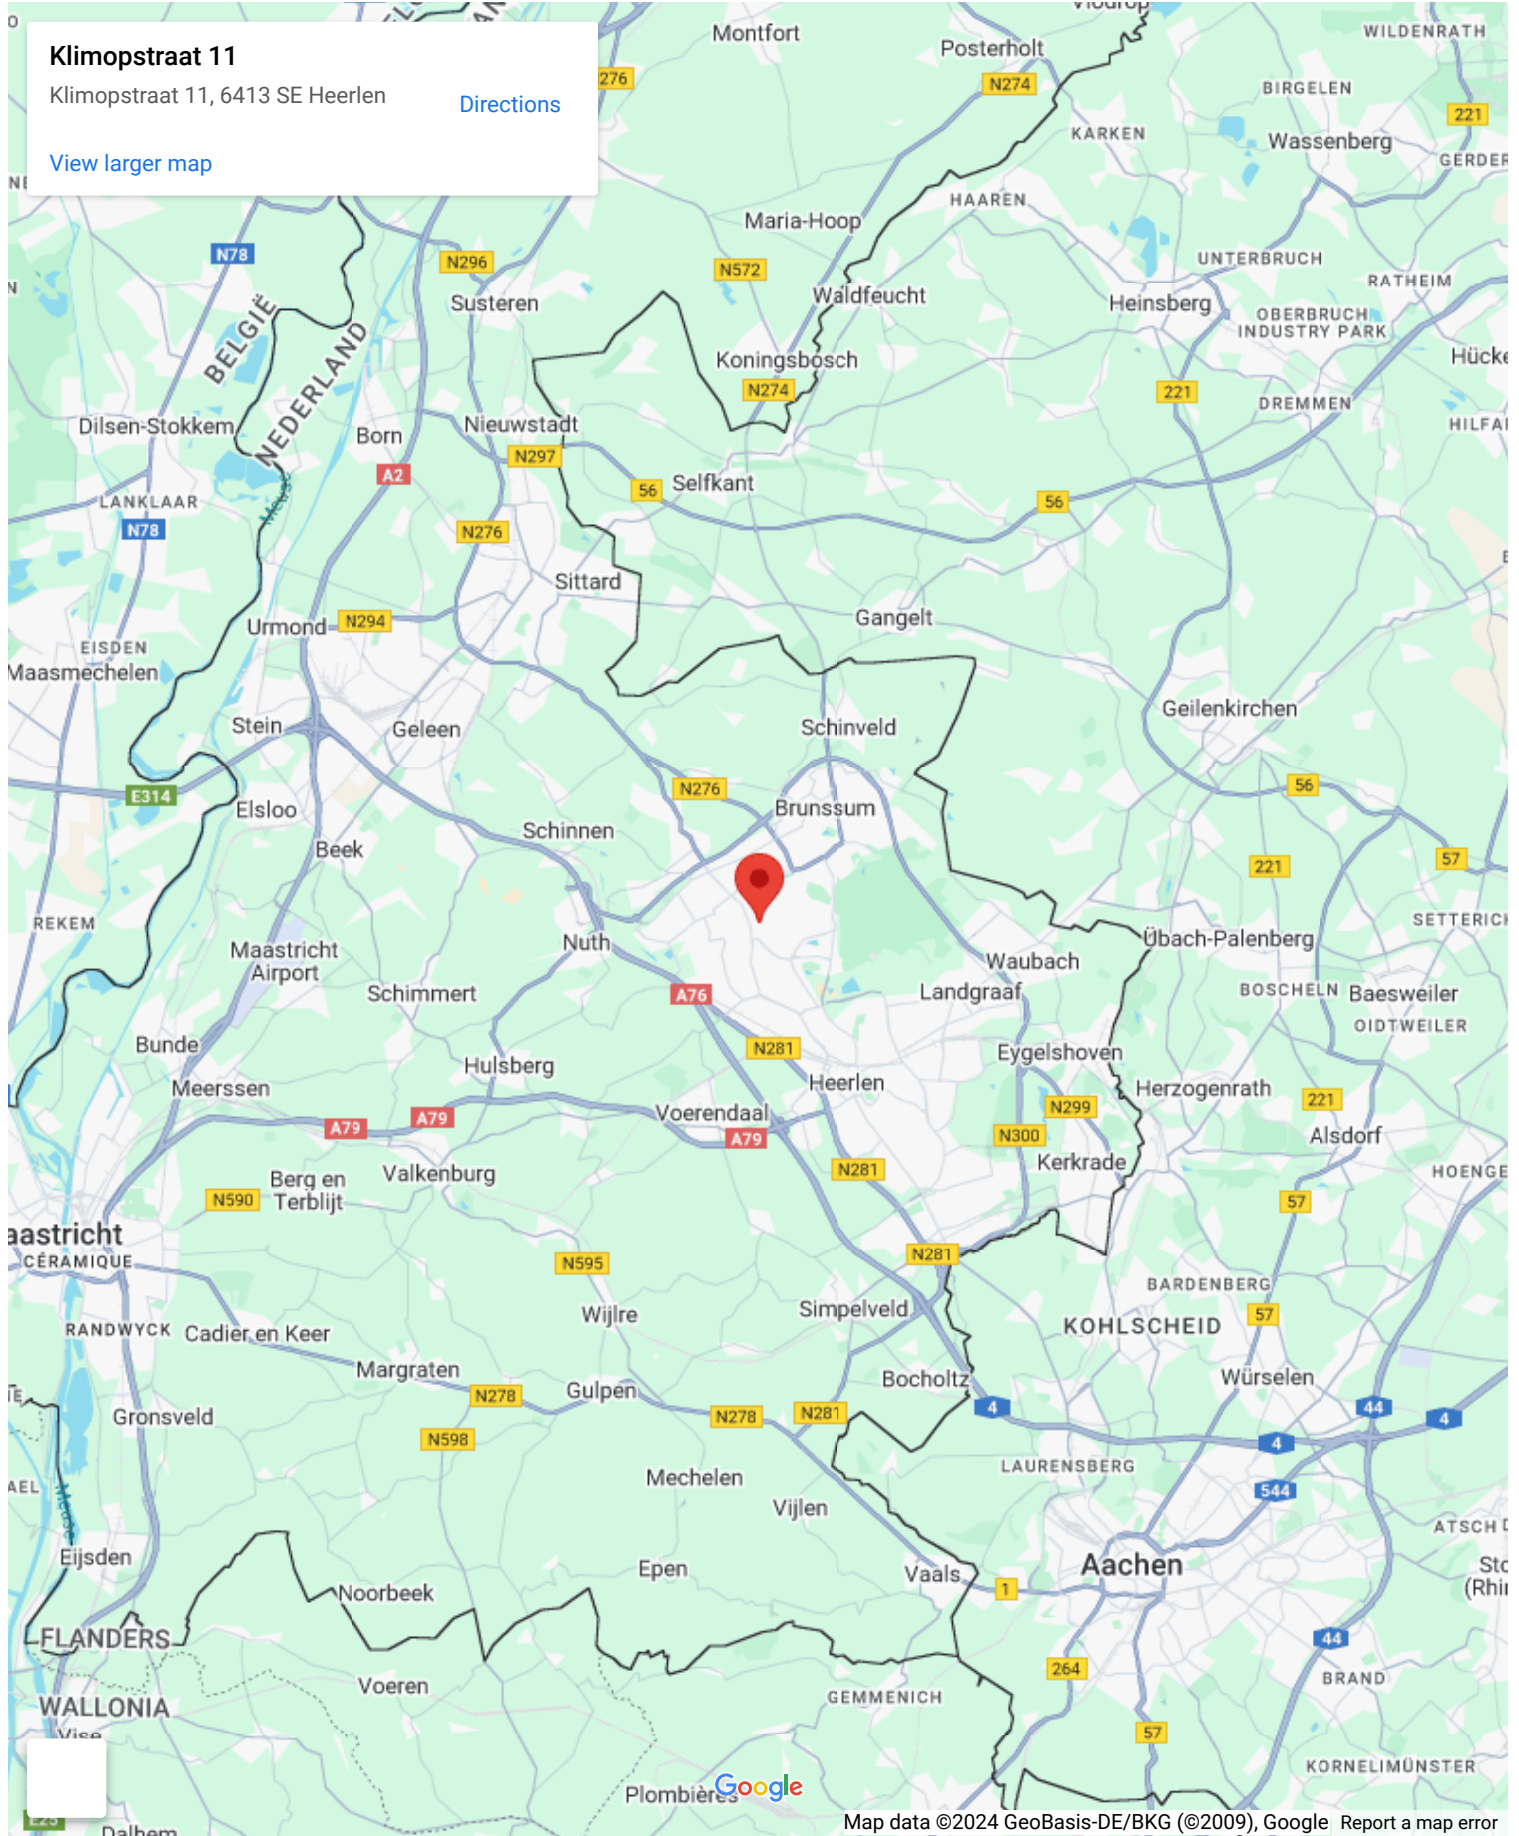 Klimopstraat 11
Klimopstraat 11, 6413 SE Heerlen
Directions
View larger map
Montfort
Posterholt
WILDENRATH
276
N274
BIRGELEN
221
KARKEN
Wassenberg
HAAREN
Maria-Hoop
N78
N296
N572
UNTERBRUCH
RATHEIM
Susteren
Waldfeucht
Heinsberg
OBERBRUCH
INDUSTRY PARK
BELGIË
NEDERLAND
Koningsbosch
N274
221
DREMMEN
Dilsen-Stokkem
Born
Nieuwstadt
N297
A2
56
Selfkant
56
LANKLAAR
N78
Meuse
N276
Sittard
Urmond
N294
Gangelt
EISDEN
Maasmechelen
Stein
Geleen
Schinveld
Geilenkirchen
E314
N276
56
Elsloo
Brunssum
Schinnen
Beek
221
57
REKEM
Nuth
Übach-Palenberg
Maastricht
Airport
Waubach
Schimmert
A76
Landgraaf
BOSCHELN
Baesweiler
OIDTWEILER
Bunde
N281
Eygelshoven
Hulsberg
Heerlen
Meerssen
Herzogenrath
Voerendaal
N299
221
A79
A79
A79
N300
Alsdorf
Berg en
Terblijt
Valkenburg
N281
Kerkrade
N590
57
aastricht
CÉRAMIQUE
N595
N281
BARDENBERG
Wijlre
Simpelveld
57
KOHLSCHEID
RANDWYCK
Cadier en Keer
Margraten
Bocholtz
Würselen
Gulpen
N278
N278
N281
4
44
4
Gronsveld
N598
4
LAURENSBERG
Mechelen
544
Meuse
Vijlen
Eijsden
Epen
Vaals
Aachen
Noorbeek
1
FLANDERS
44
264
Voeren
BRAND
WALLONIA
GEMMENICH
57
KORNELIMÜNSTER
Plombières
Google
Map data ©2024 GeoBasis-DE/BKG (©2009), Google
Report a map error